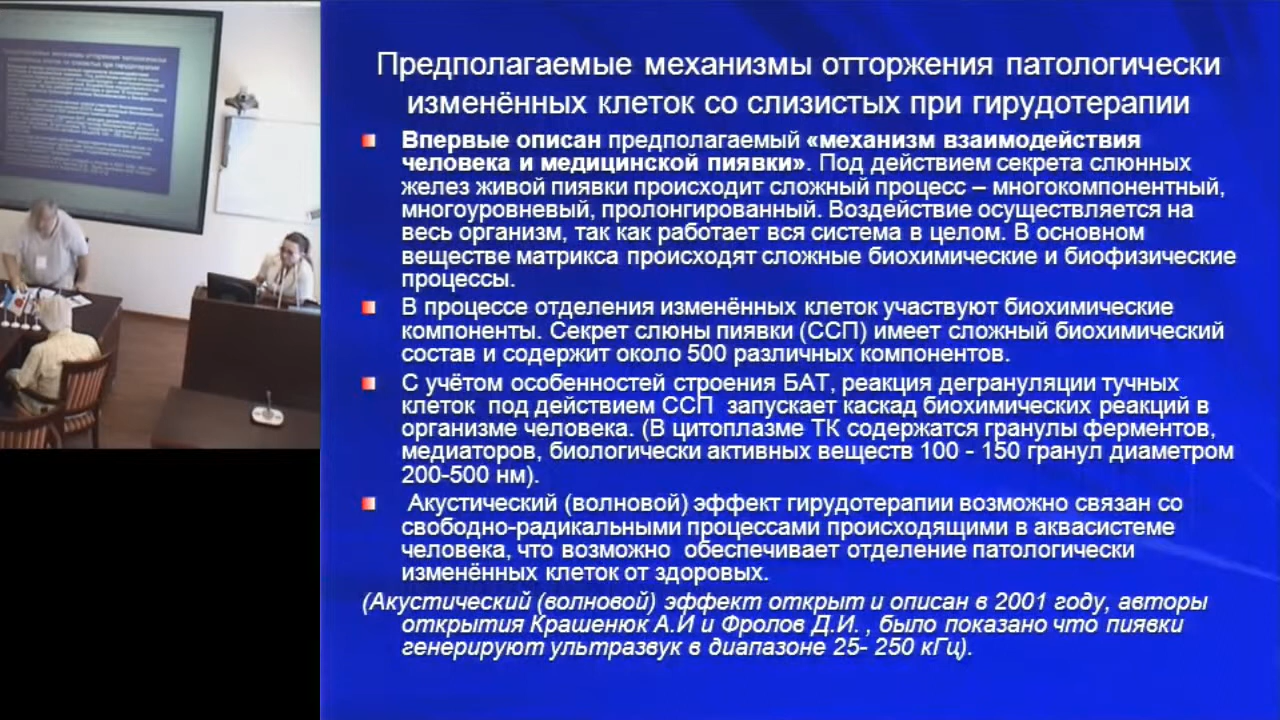 Предполагаемые механизмы отторжения патологически
изменённых клеток со слизистых при гирудотерапии
Впервые описан предполагаемый «механизм взаимодействия
человека и медицинской пиявки». Под действием секрета слюнных
желез живой пиявки происходит сложный процесс – многокомпонентный,
многоуровневый, пролонгированный. Воздействие осуществляется на
весь организм, так как работает вся система в целом. В основном
веществе матрикса происходят сложные биохимические и биофизические
процессы.
В процессе отделения изменённых клеток участвуют биохимические
компоненты. Секрет слюны пиявки (ССП) имеет сложный биохимический
состав и содержит около 500 различных компонентов.
С учётом особенностей строения БАТ, реакция дегрануляции тучных
клеток под действием ССП запускает каскад биохимических реакций в
организме человека. (В цитоплазме ТК содержатся гранулы ферментов,
медиаторов, биологически активных веществ 100 - 150 гранул диаметром
200-500 нм).
Акустический (волновой) эффект гирудотерапии возможно связан со
свободно-радикальными процессами происходящими в аквасистеме
человека, что возможно обеспечивает отделение патологически
изменённых клеток от здоровых.
(Акустический (волновой) эффект открыт и описан в 2001 году, авторы
открытия Крашенюк А.И и Фролов Д.И. , было показано что пиявки
генерируют ультразвук в диапазоне 25- 250 кГц).